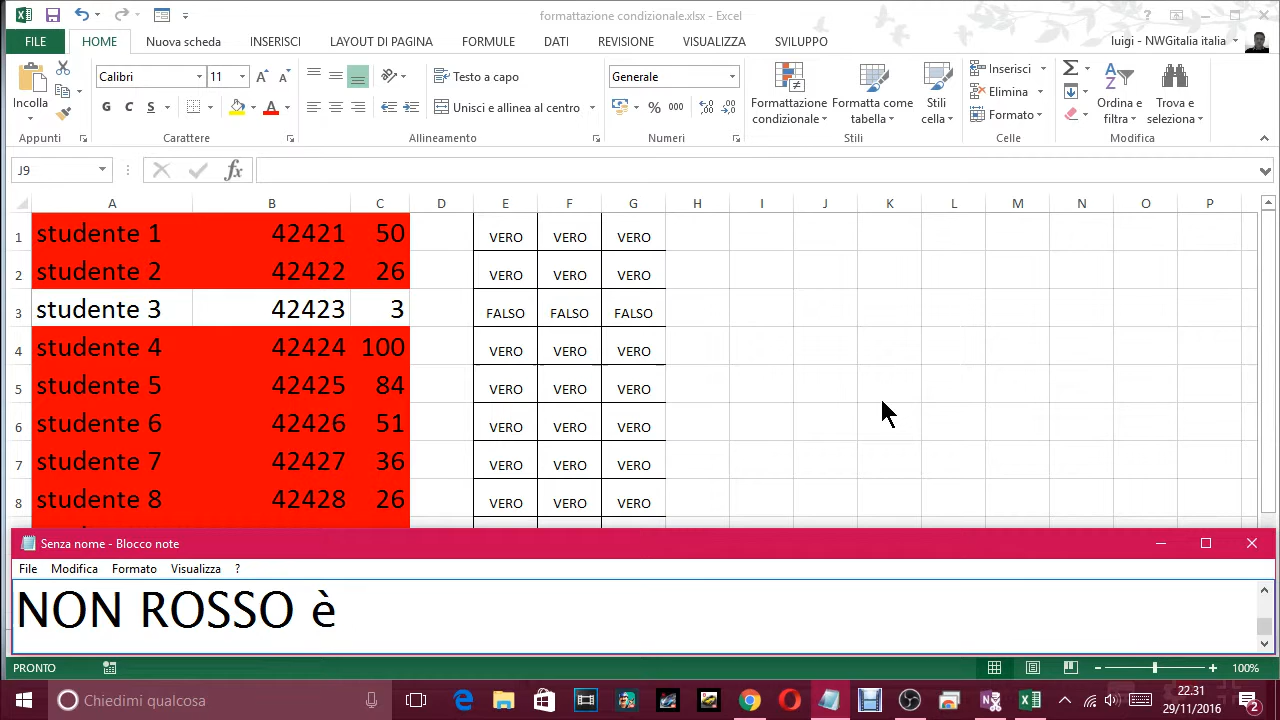 formattazione condizionale.xlsx - Excel
FILE HOME Nuova scheda INSERISCI LAYOUT DI PAGINA FORMULE DATI REVISIONE VISUALIZZA SVILUPPO luigi - NWGitalia italia
Calibri 11 Testo a capo Generale Inserisci
Incolla G C S Unisci e allinea al centro % 000 Formattazione condizionale Formatta come tabella Stili cella Elimina Formato Ordina e filtra Trova e seleziona
Appunti Carattere Allineamento Numeri Stili Celle Modifica
J9 fx
A B C D E F G H I J K L M N O P
1 studente 1 42421 50 VERO VERO VERO
2 studente 2 42422 26 VERO VERO VERO
3 studente 3 42423 3 FALSO FALSO FALSO
4 studente 4 42424 100 VERO VERO VERO
5 studente 5 42425 84 VERO VERO VERO
6 studente 6 42426 51 VERO VERO VERO
7 studente 7 42427 36 VERO VERO VERO
8 studente 8 42428 26 VERO VERO VERO
Senza nome - Blocco note
File Modifica Formato Visualizza ?
NON ROSSO è
PRONTO 100%
Chiedimi qualcosa 22.31
29/11/2016 2